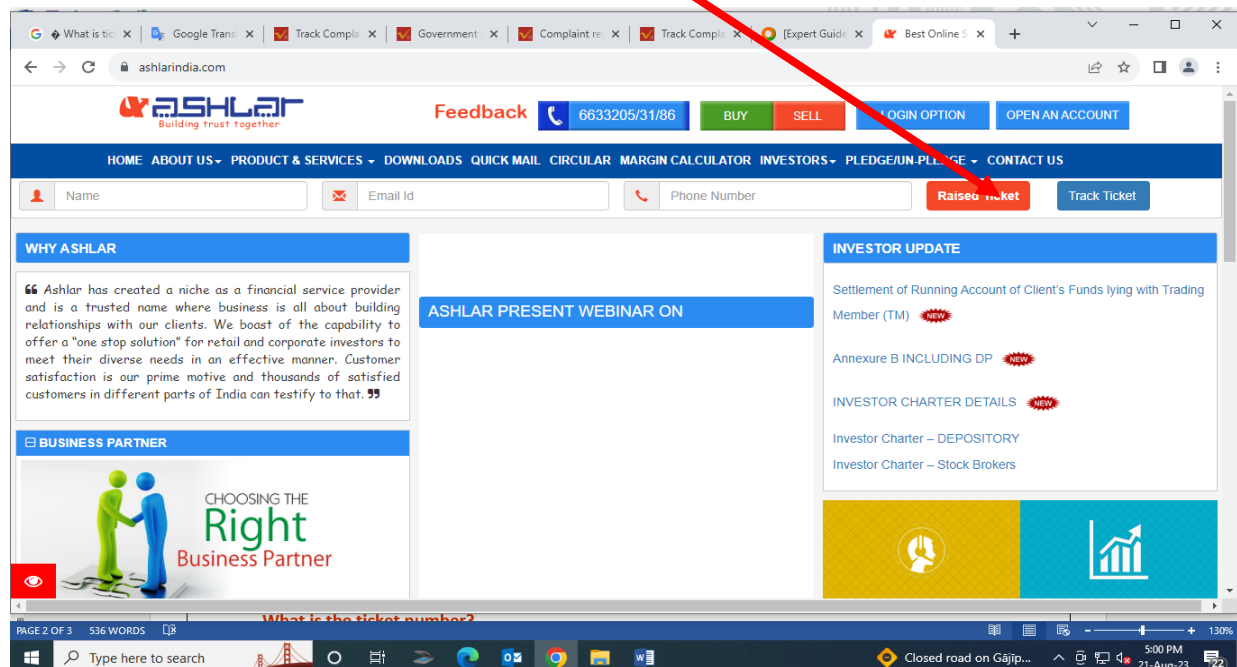 What is tic
Google Transl
Track Compla
Government
Complaint re
Track Compla
[Expert Guide
Best Online S
ashlarindia.com
ASHLAR
Building trust together
Feedback
6633205/31/86
BUY
SELL
LOGIN OPTION
OPEN AN ACCOUNT
HOME ABOUT US PRODUCT & SERVICES DOWNLOADS QUICK MAIL CIRCULAR MARGIN CALCULATOR INVESTORS PLEDGE/UN-PLEDGE CONTACT US
Name
Email Id
Phone Number
Raised Ticket
Track Ticket
WHY ASHLAR
❝ Ashlar has created a niche as a financial service provider
and is a trusted name where business is all about building
relationships with our clients. We boast of the capability to
offer a "one stop solution" for retail and corporate investors to
meet their diverse needs in an effective manner. Customer
satisfaction is our prime motive and thousands of satisfied
customers in different parts of India can testify to that. ❞
BUSINESS PARTNER
CHOOSING THE
Right
Business Partner
ASHLAR PRESENT WEBINAR ON
INVESTOR UPDATE
Settlement of Running Account of Client's Funds lying with Trading
Member (TM) NEW
Annexure B INCLUDING DP NEW
INVESTOR CHARTER DETAILS NEW
Investor Charter – DEPOSITORY
Investor Charter – Stock Brokers
What is the ticket number?
PAGE 2 OF 3 536 WORDS
130%
Type here to search
Closed road on Gājīp...
5:00 PM
21-Aug-23
22